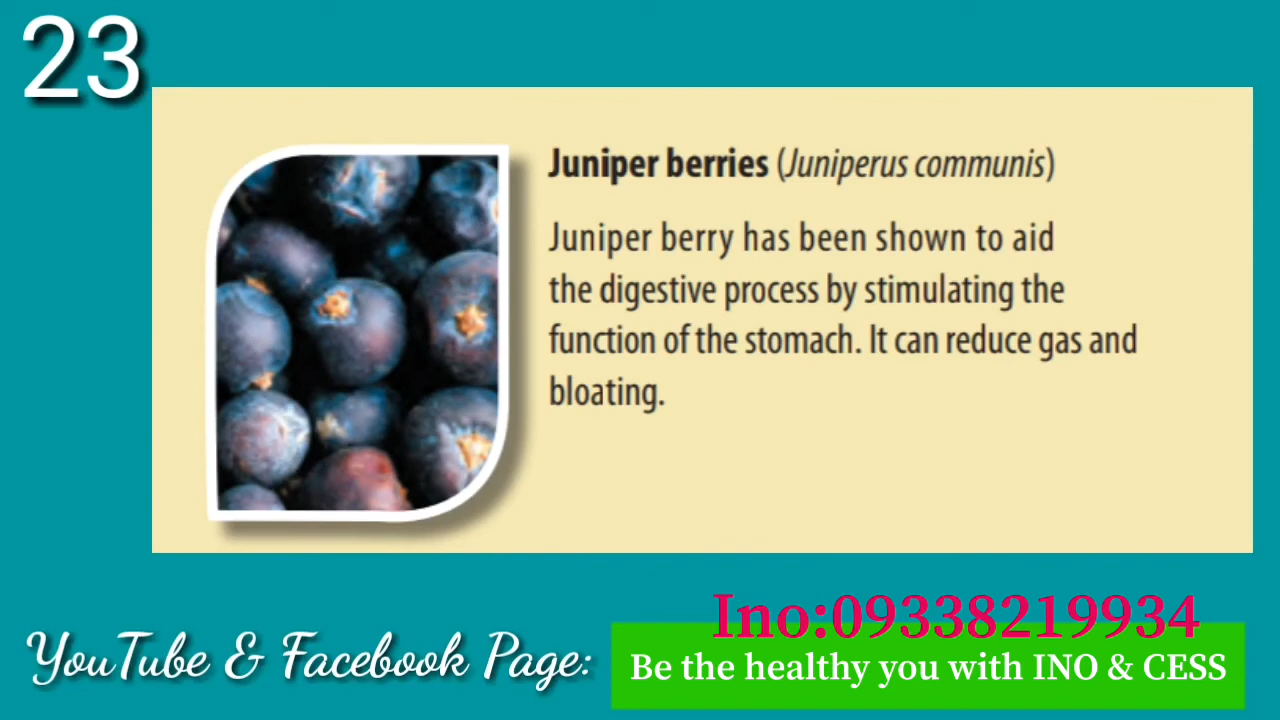 23
Juniper berries (Juniperus communis)
Juniper berry has been shown to aid
the digestive process by stimulating the
function of the stomach. It can reduce gas and
bloating.
Ino:09338219934
YouTube & Facebook Page:
Be the healthy you with INO & CESS